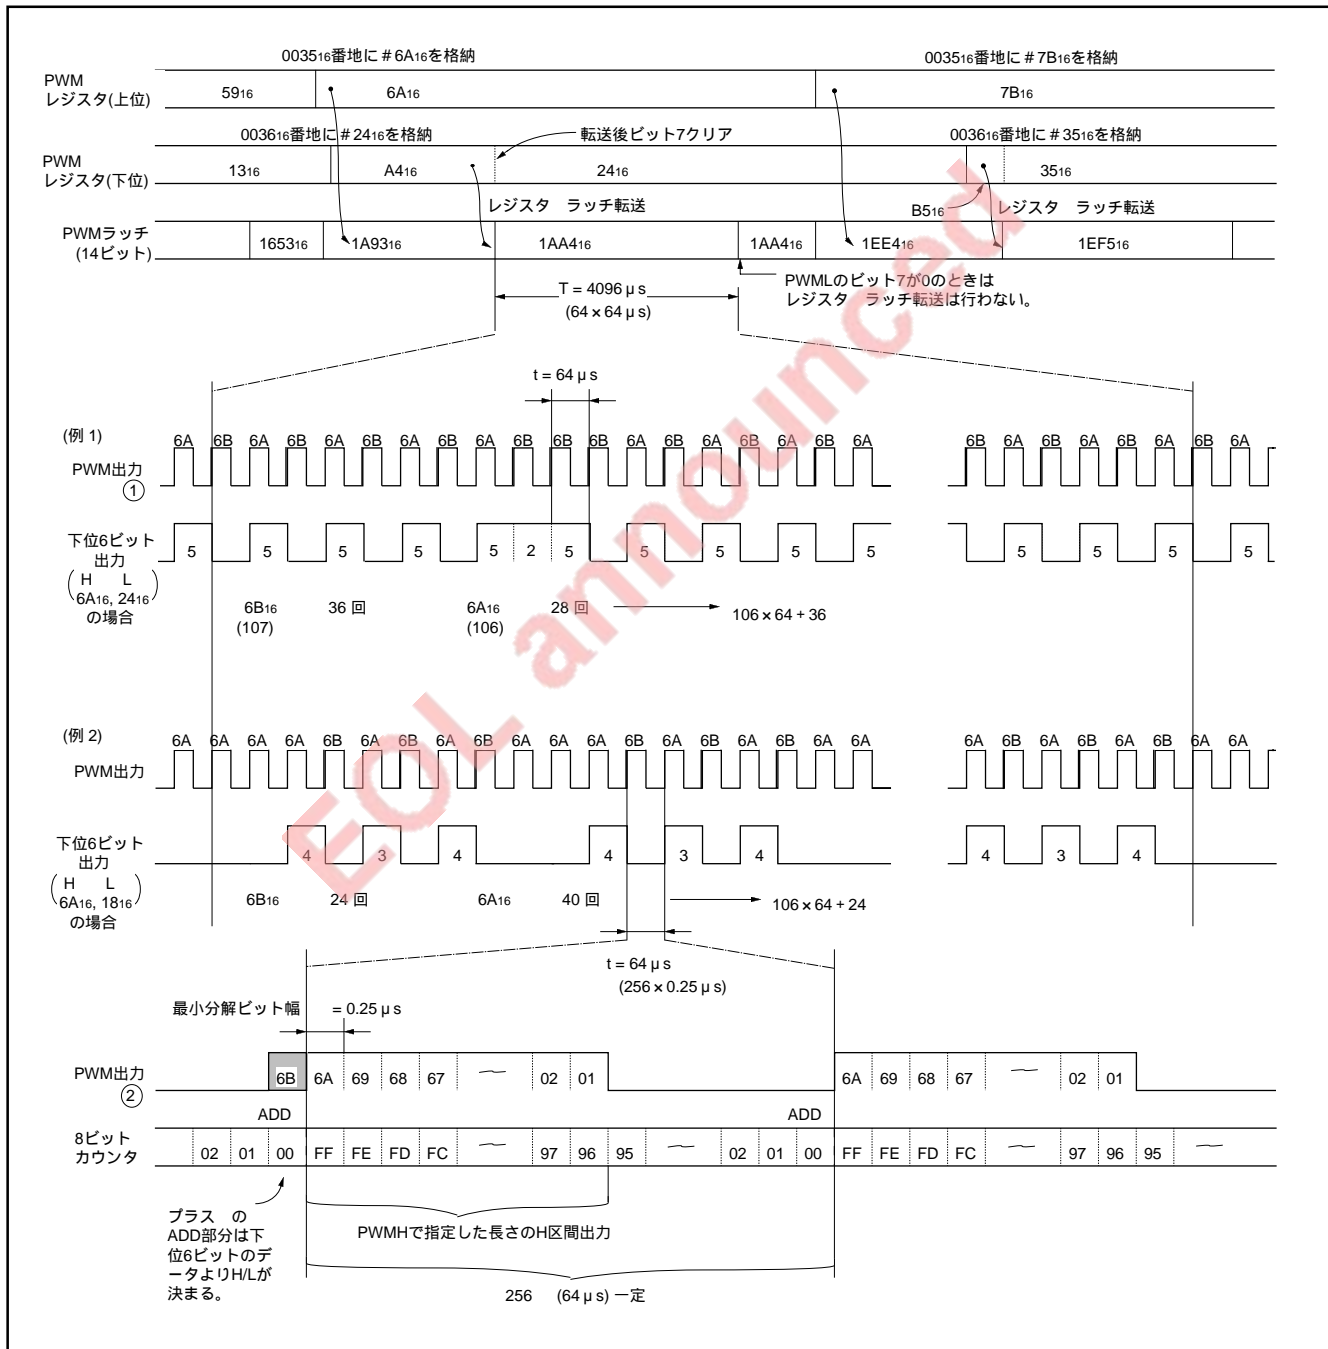 0035₁₆番地に＃6A₁₆を格納 0035₁₆番地に＃7B₁₆を格納
PWM
レジスタ(上位) 59₁₆ 6A₁₆ 7B₁₆
0036₁₆番地に＃24₁₆を格納 転送後ビット7クリア 0036₁₆番地に＃35₁₆を格納
PWM
レジスタ(下位) 13₁₆ A4₁₆ 24₁₆ 35₁₆
レジスタ ラッチ転送 B5₁₆ レジスタ ラッチ転送
PWMラッチ
(14ビット) 1653₁₆ 1A93₁₆ 1AA4₁₆ 1AA4₁₆ 1EE4₁₆ 1EF5₁₆
T = 4096 μs
(64 × 64 μs)
PWMLのビット7が0のときは
レジスタ ラッチ転送は行わない。
t = 64 μs
(例 1) 6A 6B 6A 6B 6A 6B 6A 6B 6A 6B 6B 6B 6A 6B 6A 6B 6A 6B 6A 6B 6A 6B 6A 6B 6A 6B 6A
PWM出力
①
下位6ビット
出力
(H L
6A₁₆, 24₁₆)
の場合
5 5 5 5 5 2 5 5 5 5 5 5 5 5 5
6B₁₆ 36 回 6A₁₆ 28 回 106 × 64 + 36
(107) (106)
(例 2) 6A 6A 6A 6A 6B 6A 6B 6A 6B 6A 6A 6A 6B 6A 6B 6A 6B 6A 6A 6A 6B 6A 6B 6A 6B 6A 6A
PWM出力
下位6ビット
出力
(H L
6A₁₆, 18₁₆)
の場合
4 3 4 4 3 4 4 3 4
6B₁₆ 24 回 6A₁₆ 40 回 106 × 64 + 24
t = 64 μs
(256 × 0.25 μs)
最小分解ビット幅 = 0.25 μs
PWM出力
②
6B 6A 69 68 67 〜 02 01 6A 69 68 67 〜 02 01
ADD ADD
8ビット
カウンタ
02 01 00 FF FE FD FC 〜 97 96 95 〜 02 01 00 FF FE FD FC 〜 97 96 95 〜
プラス の
ADD部分は下
位6ビットのデ
ータよりH/Lが
決まる。
PWMHで指定した長さのH区間出力
256 (64 μs) 一定
EOL announced